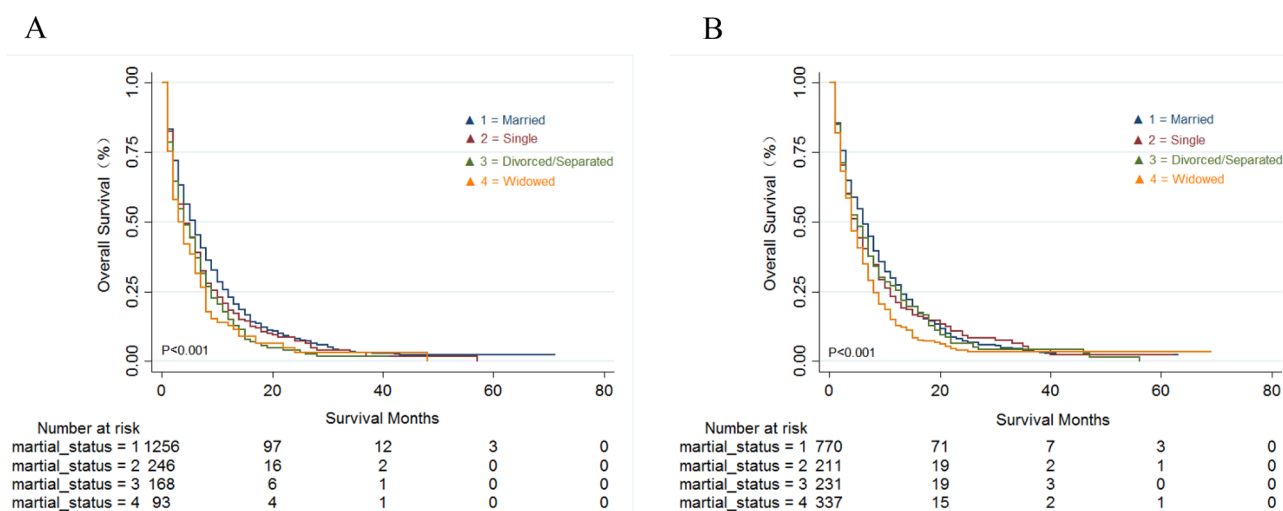 A
Overall Survival (%)
1.00
0.75
0.50
0.25
0.00
▲ 1 = Married
▲ 2 = Single
▲ 3 = Divorced/Separated
▲ 4 = Widowed
P<0.001
0 20 40 60 80
Survival Months
Number at risk
martial_status = 1 1256 97 12 3 0
martial_status = 2 246 16 2 0 0
martial_status = 3 168 6 1 0 0
martial_status = 4 93 4 1 0 0
B
Overall Survival (%)
1.00
0.75
0.50
0.25
0.00
▲ 1 = Married
▲ 2 = Single
▲ 3 = Divorced/Separated
▲ 4 = Widowed
P<0.001
0 20 40 60 80
Survival Months
Number at risk
martial_status = 1 770 71 7 3 0
martial_status = 2 211 19 2 1 0
martial_status = 3 231 19 3 0 0
martial_status = 4 337 15 2 1 0